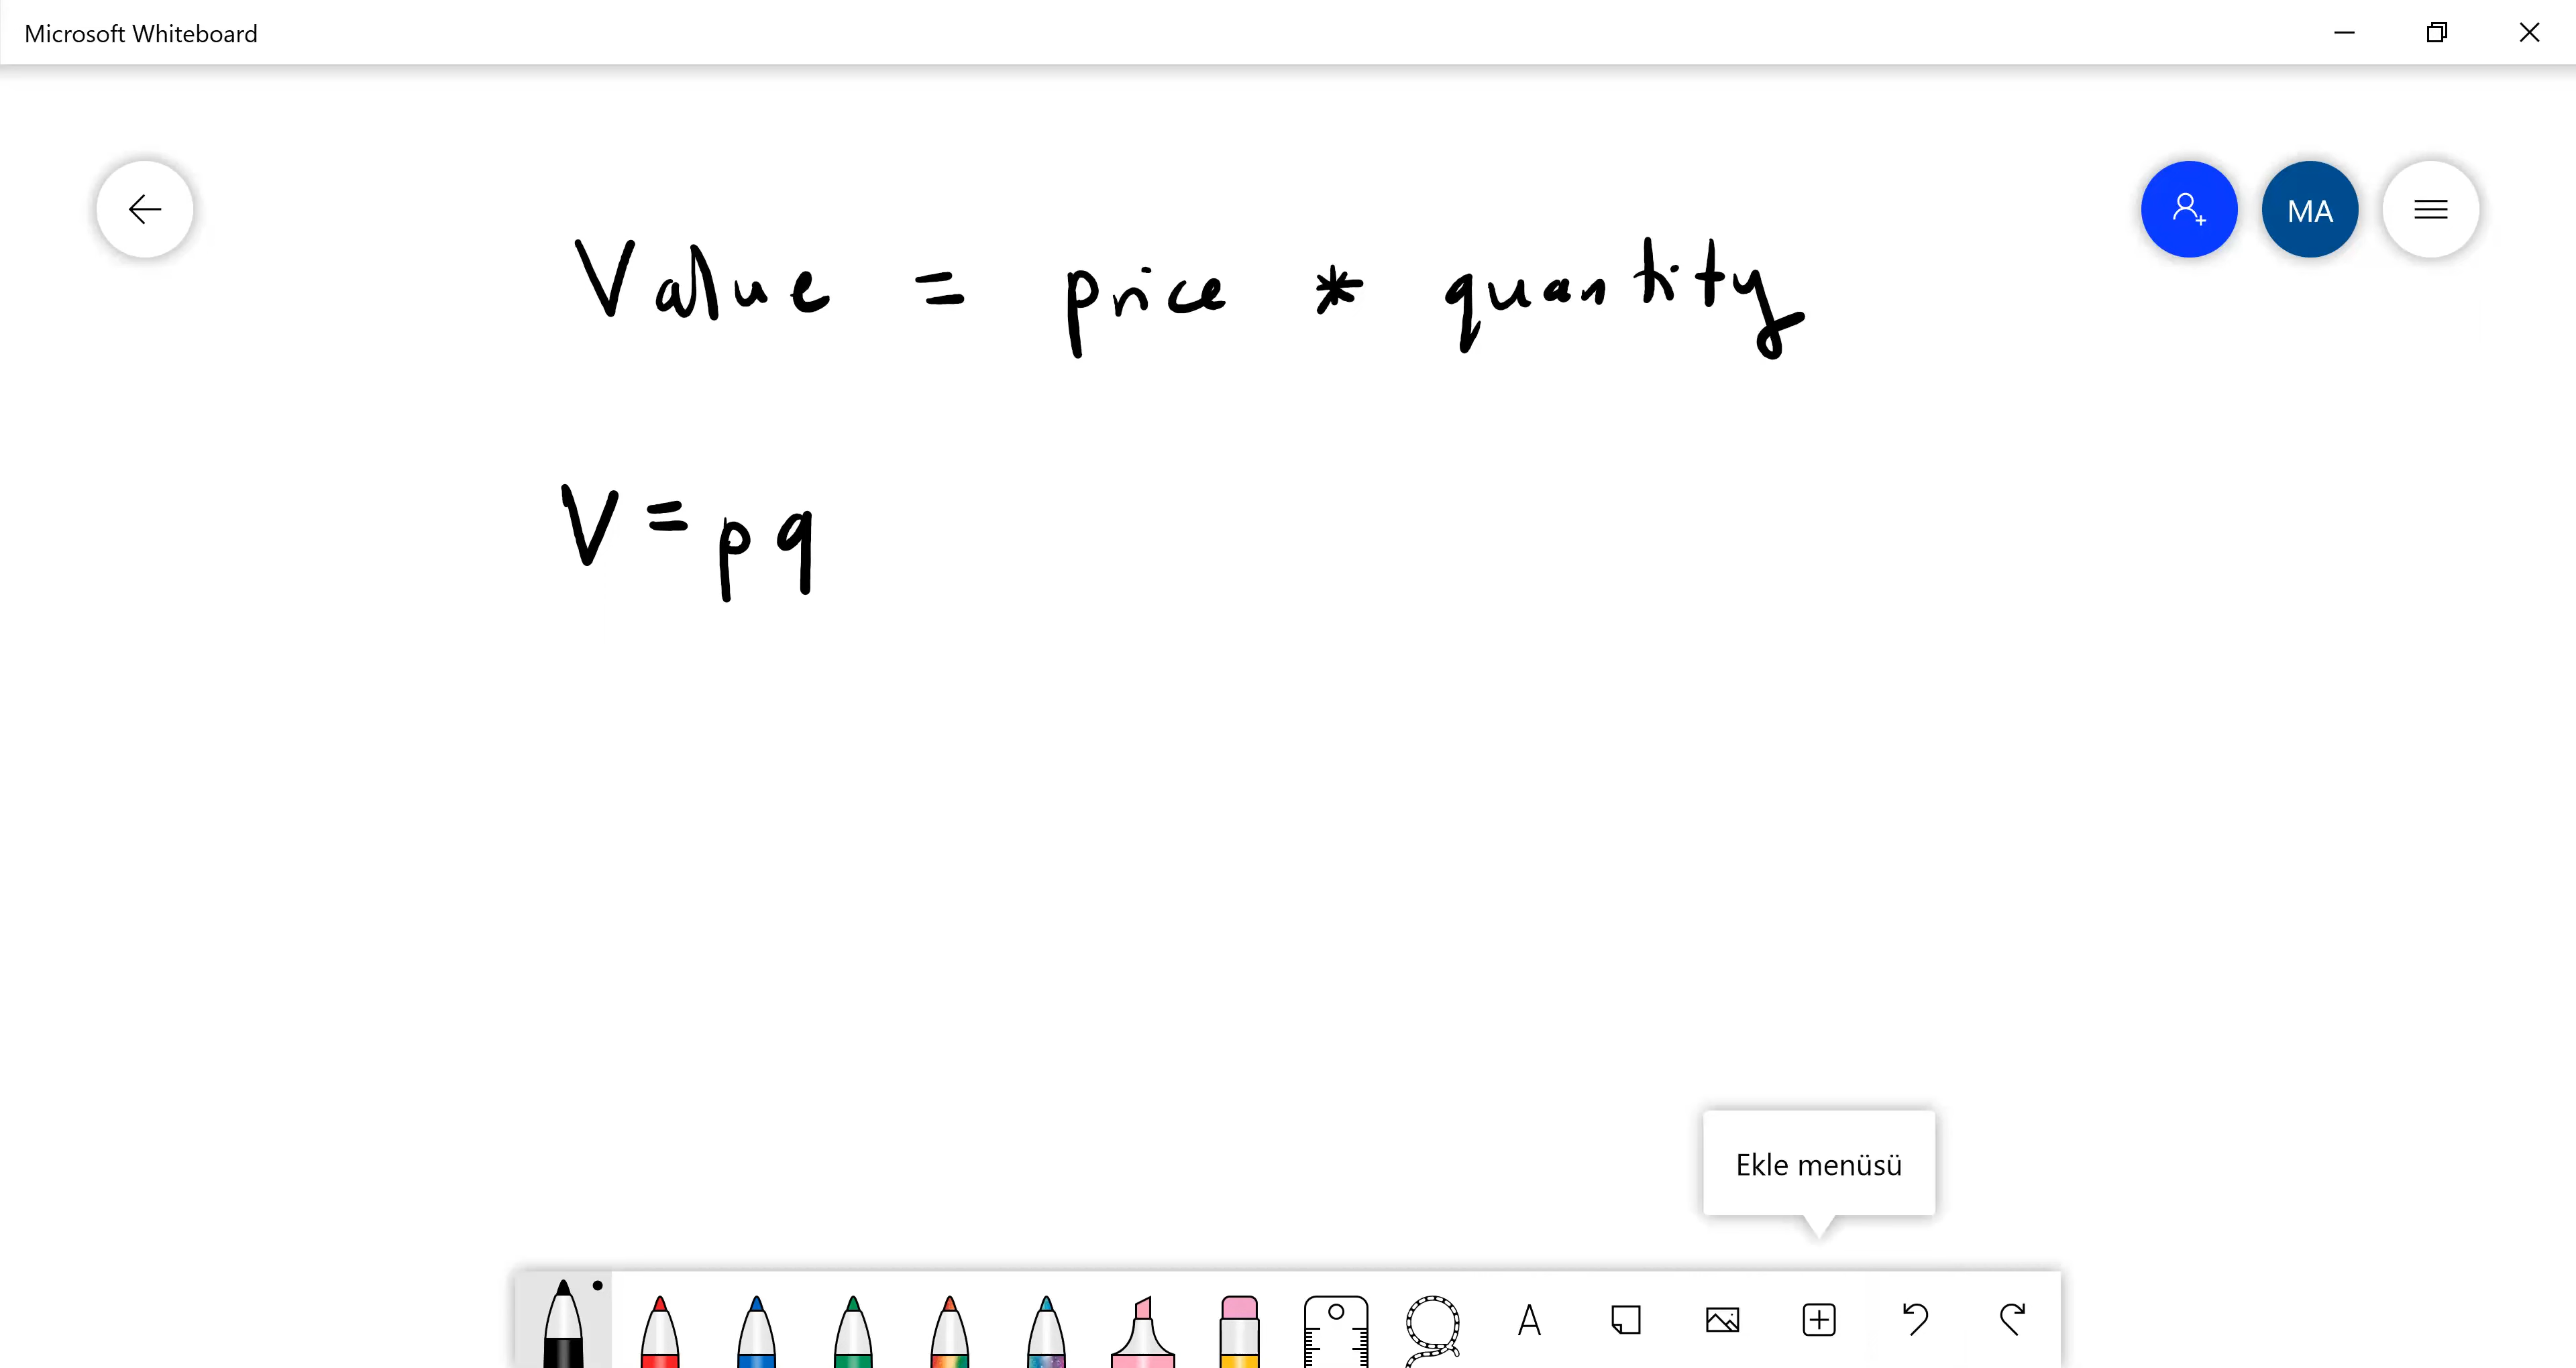 Microsoft Whiteboard
MA
Value = price * quantity
V = pq
Ekle menüsü
A